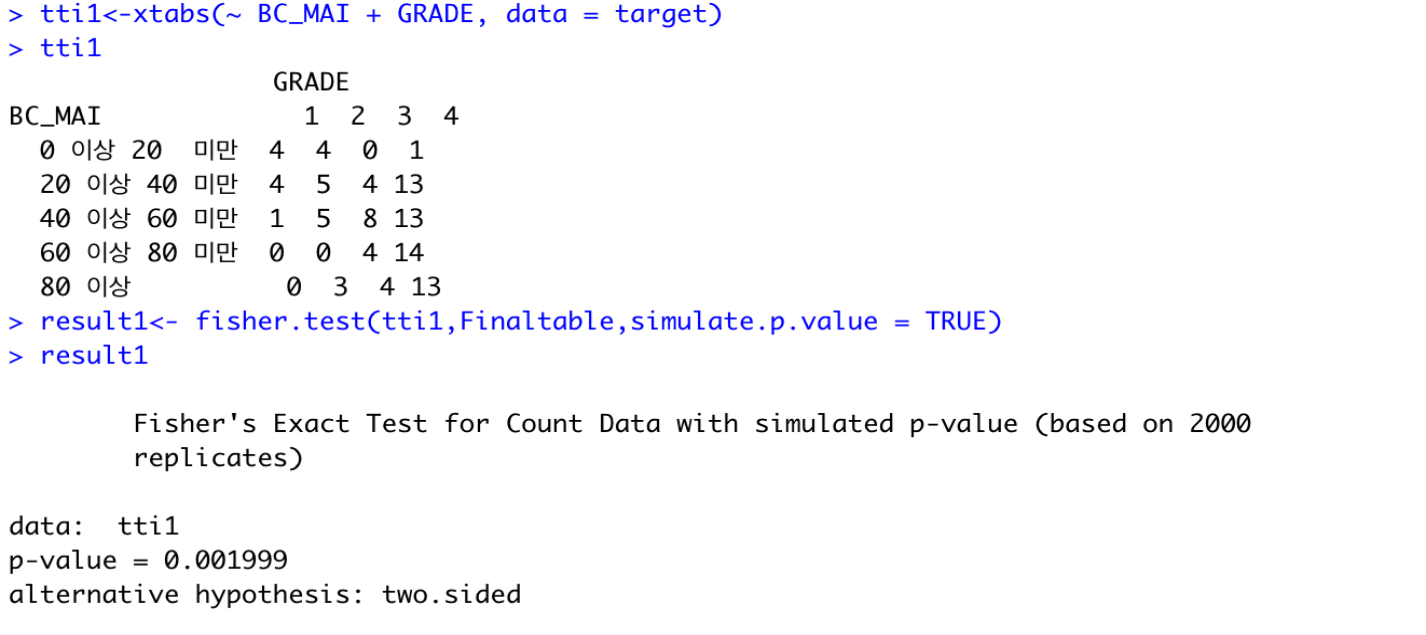 > tti1<-xtabs(~ BC_MAI + GRADE, data = target)
> tti1
GRADE
BC_MAI 1 2 3 4
0 이상 20 미만 4 4 0 1
20 이상 40 미만 4 5 4 13
40 이상 60 미만 1 5 8 13
60 이상 80 미만 0 0 4 14
80 이상 0 3 4 13
> result1<- fisher.test(tti1,Finaltable,simulate.p.value = TRUE)
> result1
Fisher's Exact Test for Count Data with simulated p-value (based on 2000
replicates)
data: tti1
p-value = 0.001999
alternative hypothesis: two.sided